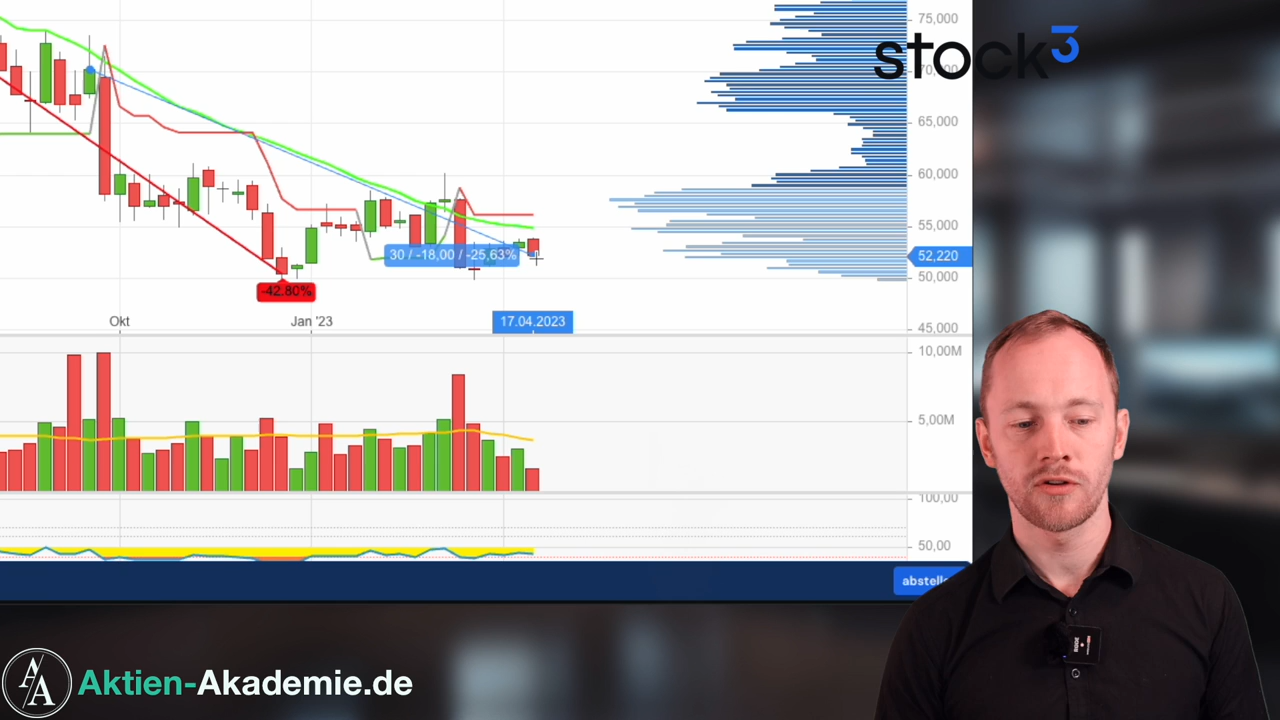 75,000
stock3
70,000
65,000
60,000
55,000
30 / -18,00 / -25,63%
52,220
50,000
-42.80%
Okt
Jan '23
17.04.2023
45,000
10,00M
5,00M
100,00
50,00
Aktien-Akademie.de